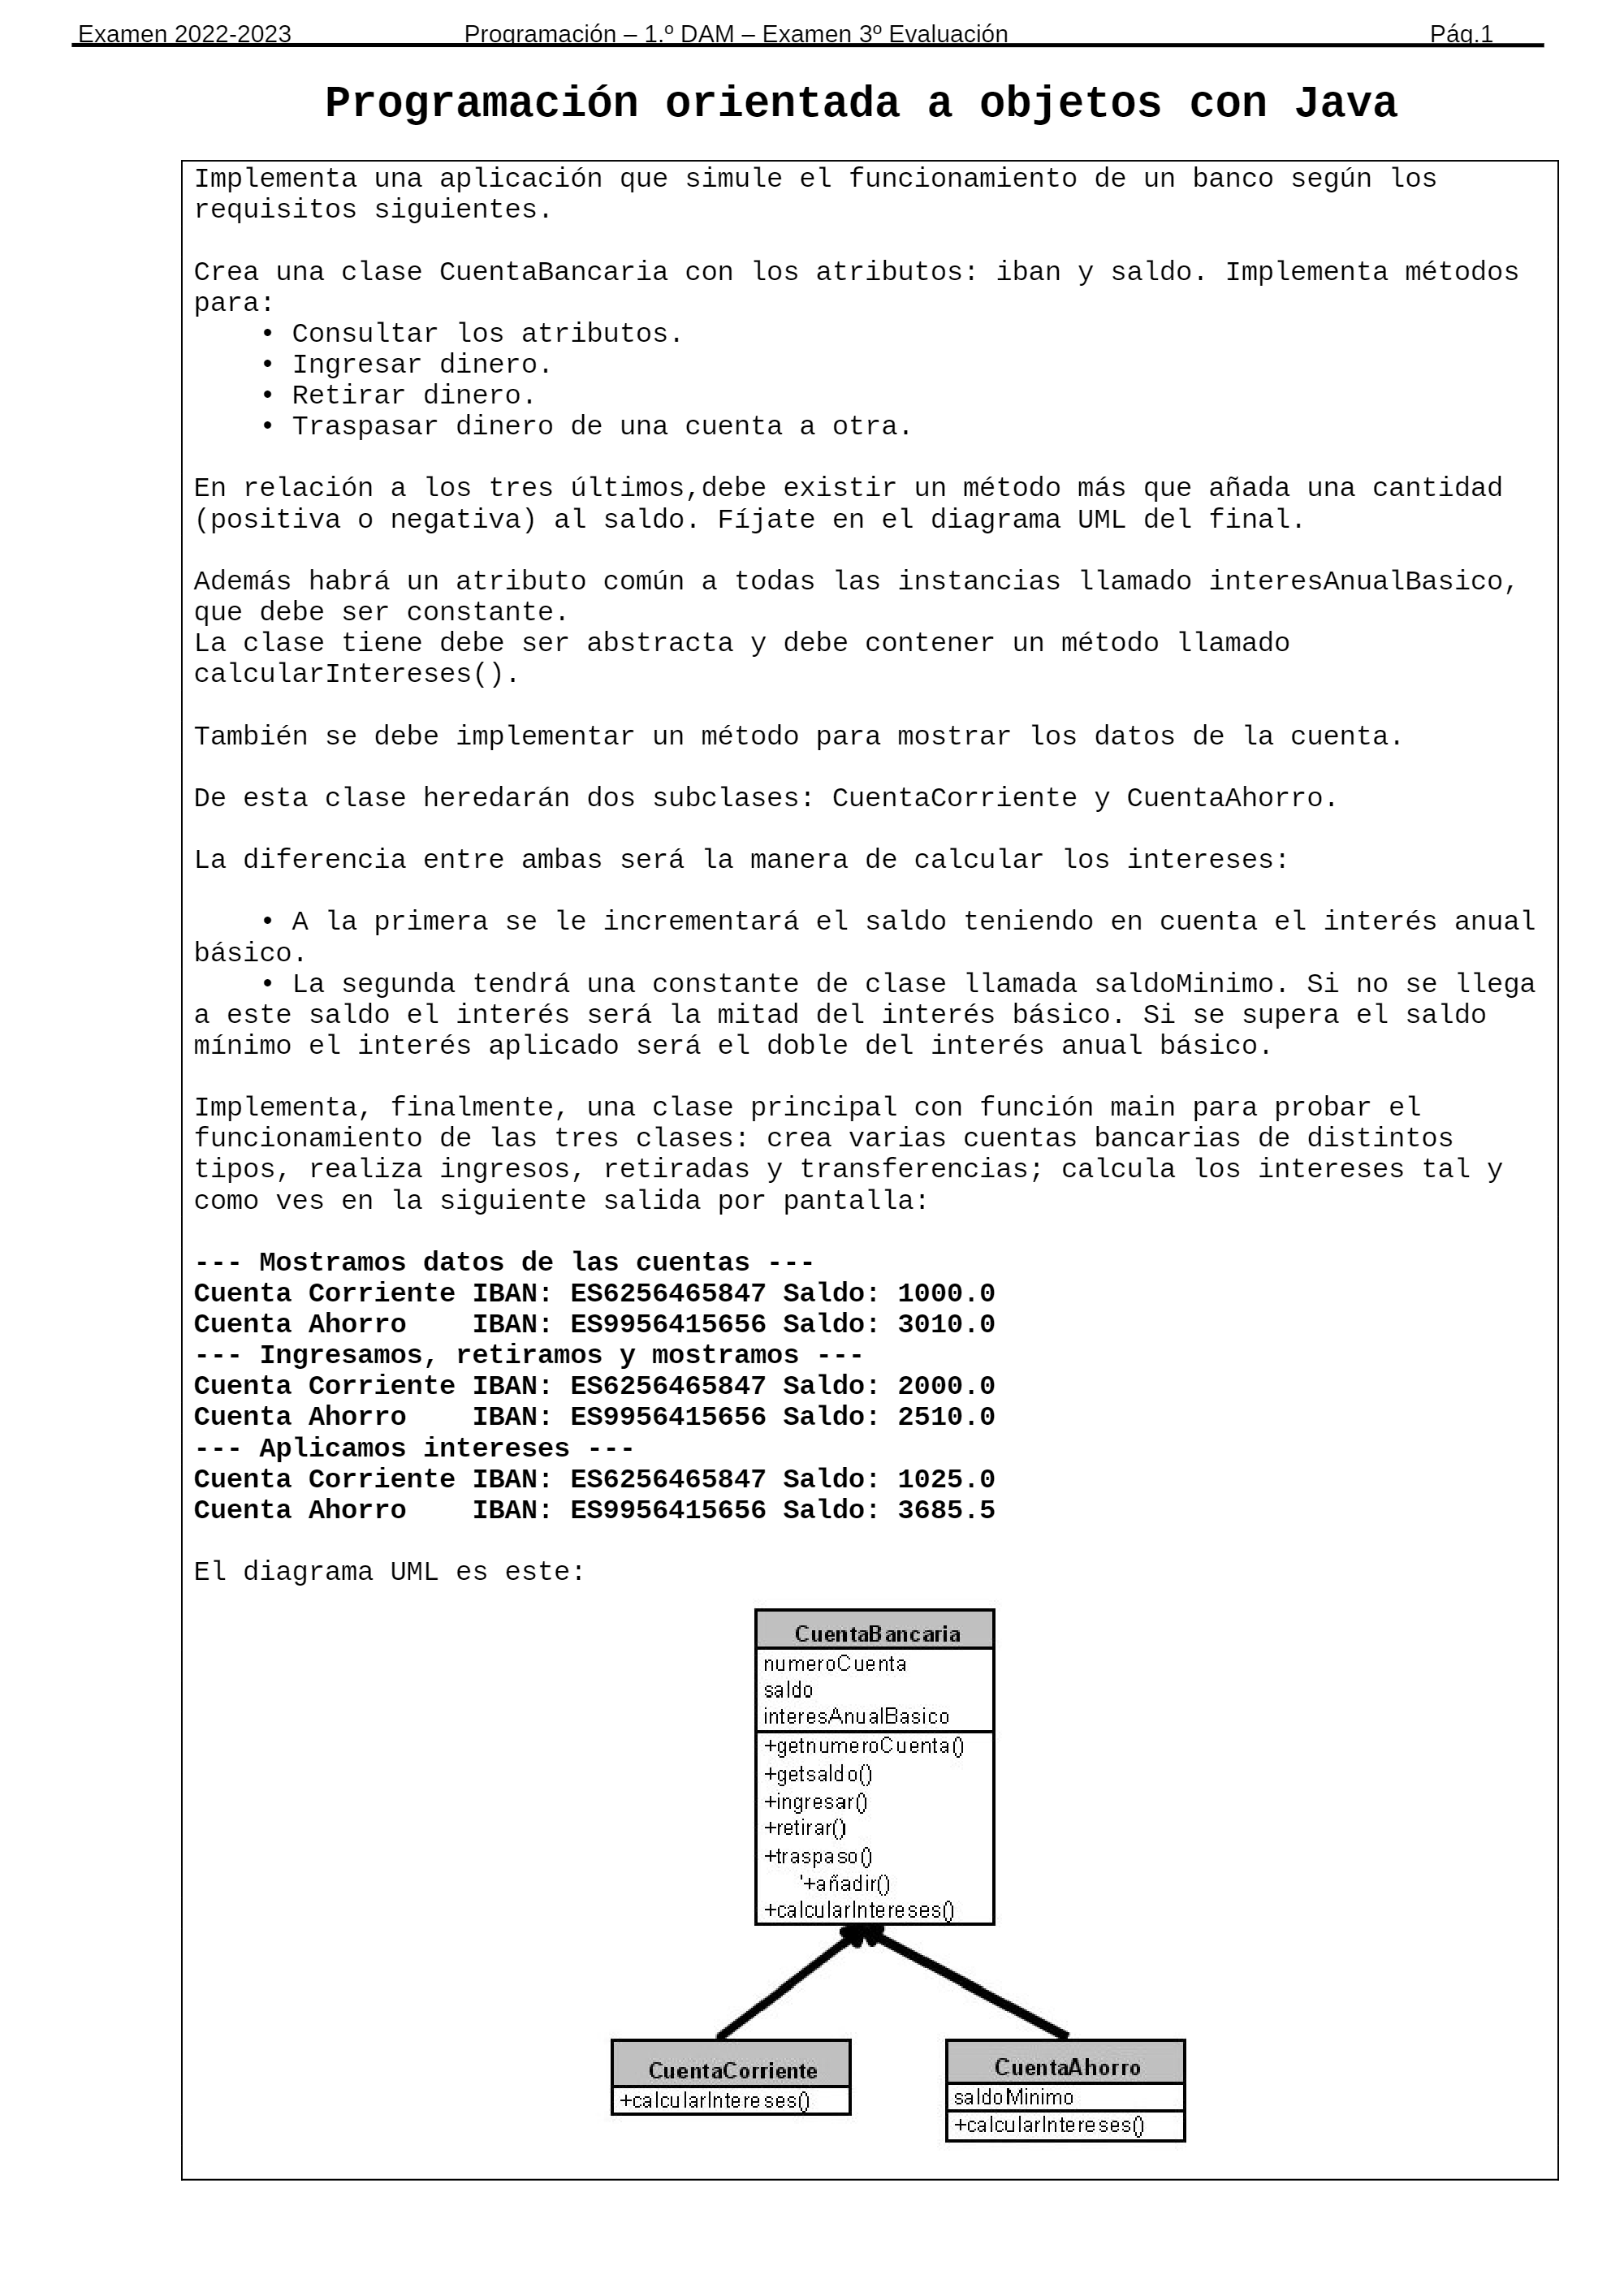 Examen 2022-2023 Programación – 1.º DAM – Examen 3º Evaluación Pág.1
Programación orientada a objetos con Java
Implementa una aplicación que simule el funcionamiento de un banco según los
requisitos siguientes.
Crea una clase CuentaBancaria con los atributos: iban y saldo. Implementa métodos
para:
• Consultar los atributos.
• Ingresar dinero.
• Retirar dinero.
• Traspasar dinero de una cuenta a otra.
En relación a los tres últimos,debe existir un método más que añada una cantidad
(positiva o negativa) al saldo. Fíjate en el diagrama UML del final.
Además habrá un atributo común a todas las instancias llamado interesAnualBasico,
que debe ser constante.
La clase tiene debe ser abstracta y debe contener un método llamado
calcularIntereses().
También se debe implementar un método para mostrar los datos de la cuenta.
De esta clase heredarán dos subclases: CuentaCorriente y CuentaAhorro.
La diferencia entre ambas será la manera de calcular los intereses:
• A la primera se le incrementará el saldo teniendo en cuenta el interés anual
básico.
• La segunda tendrá una constante de clase llamada saldoMinimo. Si no se llega
a este saldo el interés será la mitad del interés básico. Si se supera el saldo
mínimo el interés aplicado será el doble del interés anual básico.
Implementa, finalmente, una clase principal con función main para probar el
funcionamiento de las tres clases: crea varias cuentas bancarias de distintos
tipos, realiza ingresos, retiradas y transferencias; calcula los intereses tal y
como ves en la siguiente salida por pantalla:
--- Mostramos datos de las cuentas ---
Cuenta Corriente IBAN: ES6256465847 Saldo: 1000.0
Cuenta Ahorro    IBAN: ES9956415656 Saldo: 3010.0
--- Ingresamos, retiramos y mostramos ---
Cuenta Corriente IBAN: ES6256465847 Saldo: 2000.0
Cuenta Ahorro    IBAN: ES9956415656 Saldo: 2510.0
--- Aplicamos intereses ---
Cuenta Corriente IBAN: ES6256465847 Saldo: 1025.0
Cuenta Ahorro    IBAN: ES9956415656 Saldo: 3685.5
El diagrama UML es este:
CuentaBancaria
numeroCuenta
saldo
interesAnualBasico
+getnumeroCuenta()
+getsaldo()
+ingresar()
+retirar()
+traspaso()
'+añadir()
+calcularIntereses()
CuentaCorriente
+calcularIntereses()
CuentaAhorro
saldoMinimo
+calcularIntereses()